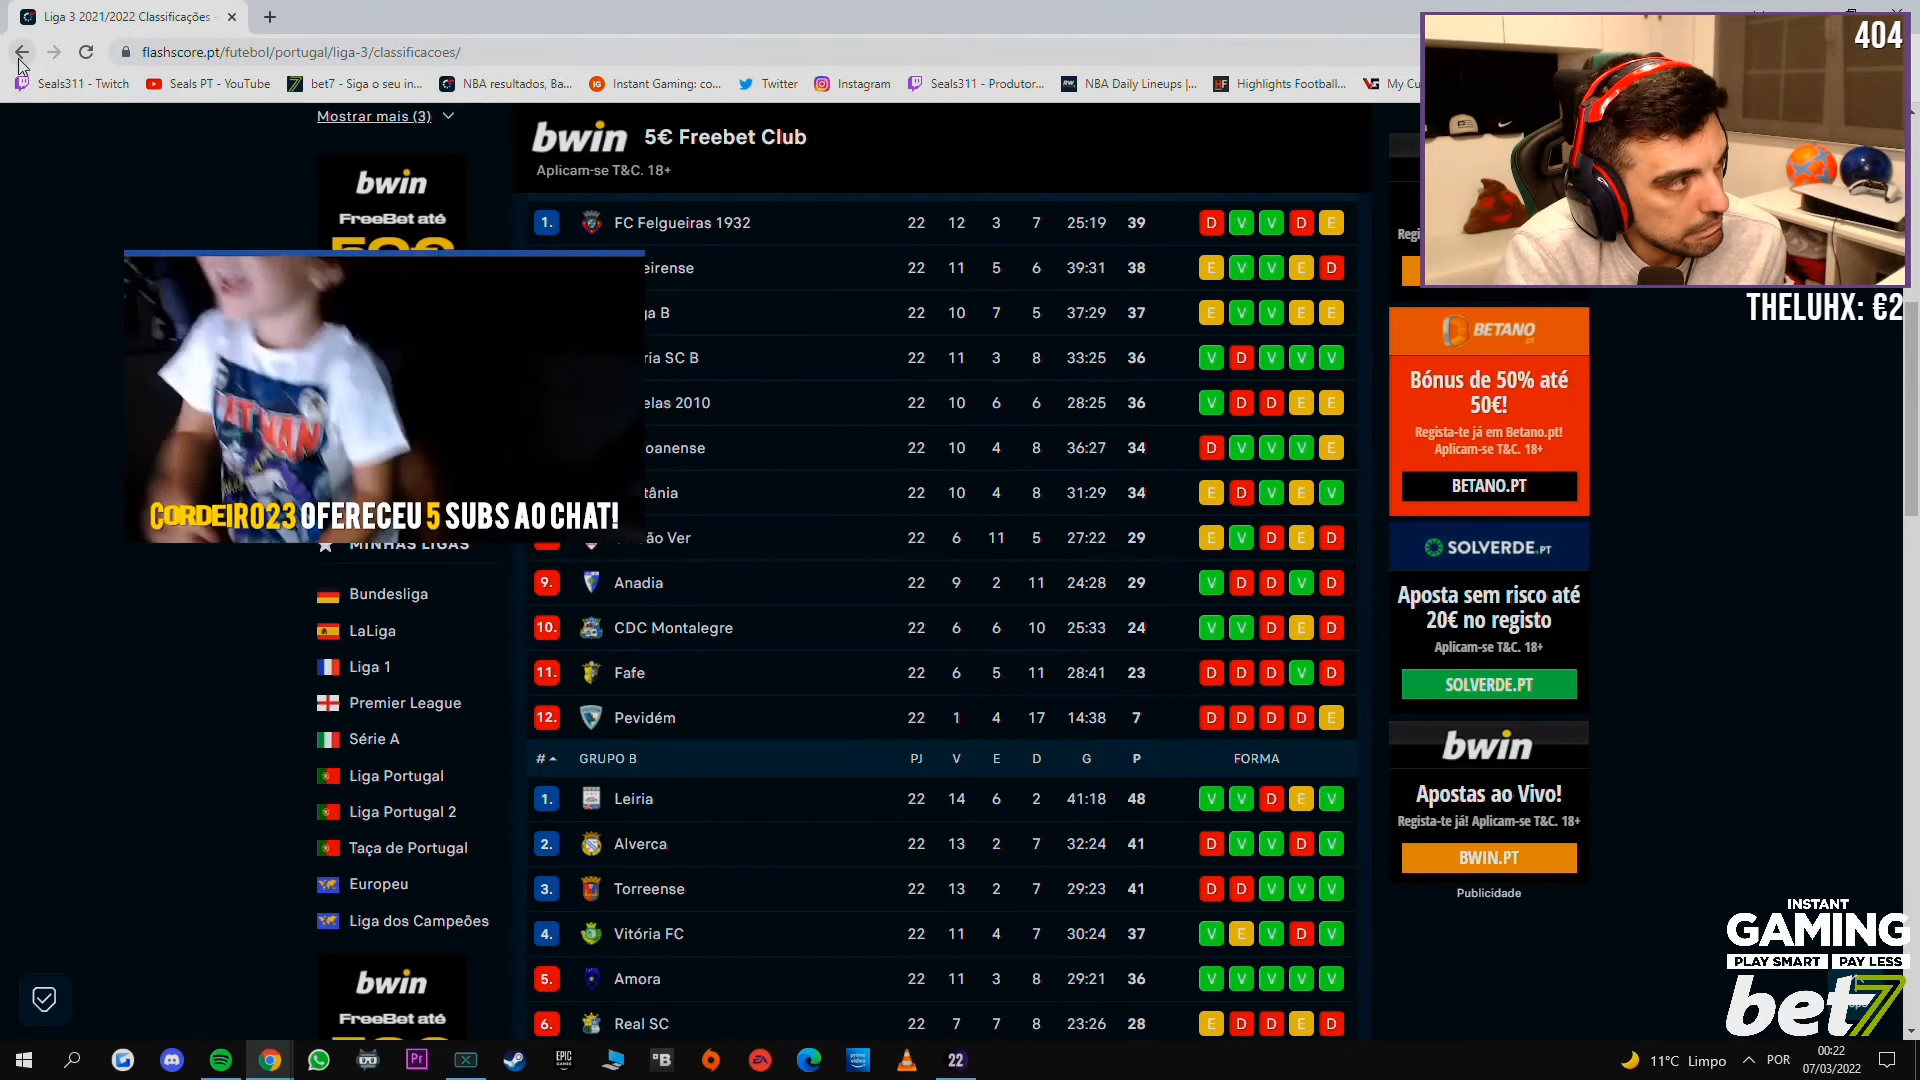 Liga 3 2021/2022 Classificações
flashscore.pt/futebol/portugal/liga-3/classificacoes/
Seals311 - Twitch
Seals PT - YouTube
bet7 - Siga o seu in...
NBA resultados, Ba...
Instant Gaming: co...
Twitter
Instagram
Seals311 - Produtor...
NBA Daily Lineups |...
Highlights Football...
My Cu
404
THELUHX: €2
Mostrar mais (3)
bwin
FreeBet até
bwin 5€ Freebet Club
Aplicam-se T&C. 18+
1. FC Felgueiras 1932 22 12 3 7 25:19 39 D V V D E
eirense 22 11 5 6 39:31 38 E V V E D
ga B 22 10 7 5 37:29 37 E V V E E
ria SC B 22 11 3 8 33:25 36 V D V V V
elas 2010 22 10 6 6 28:25 36 V D D E E
oanense 22 10 4 8 36:27 34 D V V V E
tânia 22 10 4 8 31:29 34 E D V E V
ão Ver 22 6 11 5 27:22 29 E V D E D
9. Anadia 22 9 2 11 24:28 29 V D D V D
10. CDC Montalegre 22 6 6 10 25:33 24 V V D E D
11. Fafe 22 6 5 11 28:41 23 D D D V D
12. Pevidém 22 1 4 17 14:38 7 D D D D E
# GRUPO B PJ V E D G P FORMA
1. Leiria 22 14 6 2 41:18 48 V V D E V
2. Alverca 22 13 2 7 32:24 41 D V V D V
3. Torreense 22 13 2 7 29:23 41 D D V V V
4. Vitória FC 22 11 4 7 30:24 37 V E V D V
5. Amora 22 11 3 8 29:21 36 V V V V V
6. Real SC 22 7 7 8 23:26 28 E D D E D
BATMAN
CORDEIRO23 OFERECEU 5 SUBS AO CHAT!
MINHAS LIGAS
Bundesliga
LaLiga
Liga 1
Premier League
Série A
Liga Portugal
Liga Portugal 2
Taça de Portugal
Europeu
Liga dos Campeões
bwin
FreeBet até
Regi
BETANO.pt
Bónus de 50% até
50€!
Regista-te já em Betano.pt!
Aplicam-se T&C. 18+
BETANO.PT
SOLVERDE.PT
Aposta sem risco até
20€ no registo
Aplicam-se T&C. 18+
SOLVERDE.PT
bwin
Apostas ao Vivo!
Regista-te já! Aplicam-se T&C. 18+
BWIN.PT
Publicidade
INSTANT
GAMING
PLAY SMART PAY LESS
bet7
Pr
EPIC GAMES
B
EA
prime video
22
11°C Limpo
POR
00:22
07/03/2022